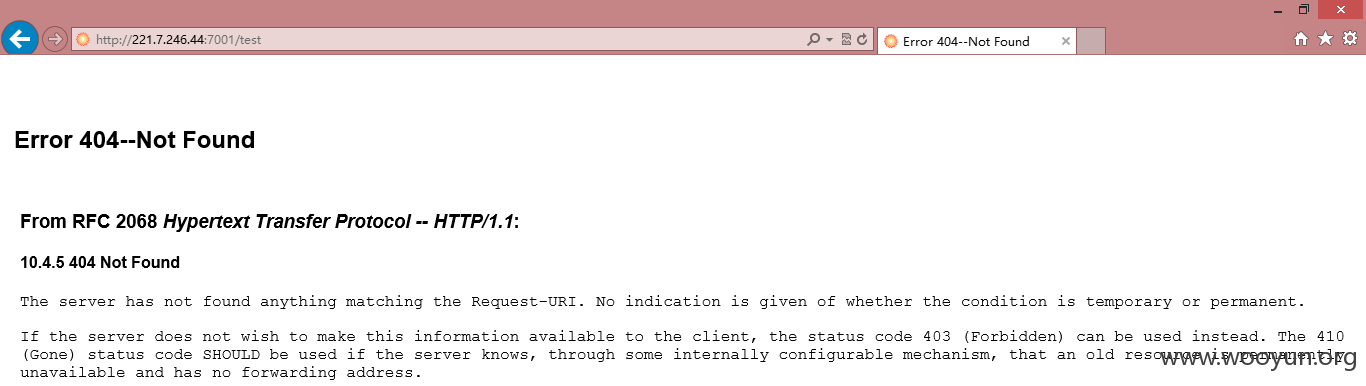 http://221.7.246.44:7001/test
Error 404--Not Found
Error 404--Not Found
From RFC 2068 Hypertext Transfer Protocol -- HTTP/1.1:
10.4.5 404 Not Found
The server has not found anything matching the Request-URI. No indication is given of whether the condition is temporary or permanent.
If the server does not wish to make this information available to the client, the status code 403 (Forbidden) can be used instead. The 410
(Gone) status code SHOULD be used if the server knows, through some internally configurable mechanism, that an old resource is permanently
unavailable and has no forwarding address.
www.wooyun.org